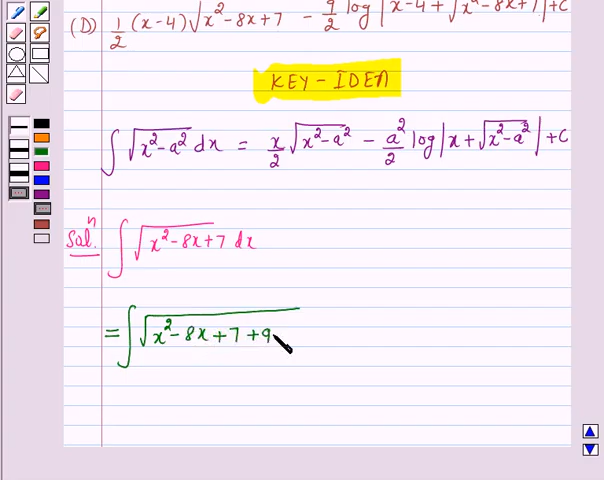 (D) 1/2 (x-4) √(x²-8x+7) - 9/2 log|x-4+√(x²-8x+7)|+C
KEY-IDEA
∫ √(x²-a²) dx = x/2 √(x²-a²) - a²/2 log|x+√(x²-a²)|+C
Solⁿ. ∫ √(x²-8x+7) dx
= ∫ √(x²-8x+7+9